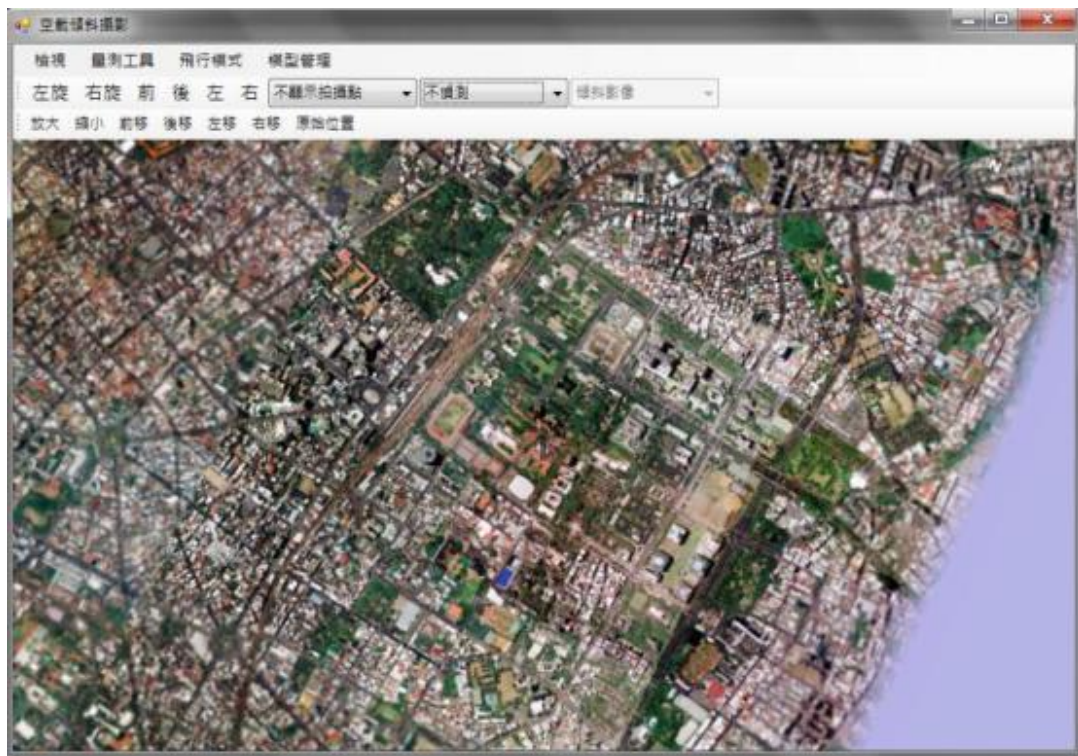 空載傾斜攝影
檢視 量測工具 飛行模式 模型管理
左旋 右旋 前 後 左 右 不顯示拍攝點 不偵測 傾斜影像
放大 縮小 前移 後移 左移 右移 原始位置